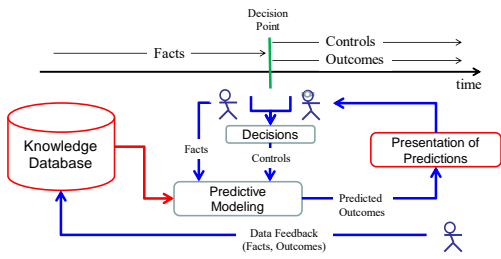 Decision
Point
Facts
Controls
Outcomes
time
Decisions
Facts
Controls
Knowledge
Database
Presentation of
Predictions
Predictive
Modeling
Predicted
Outcomes
Data Feedback
(Facts, Outcomes)